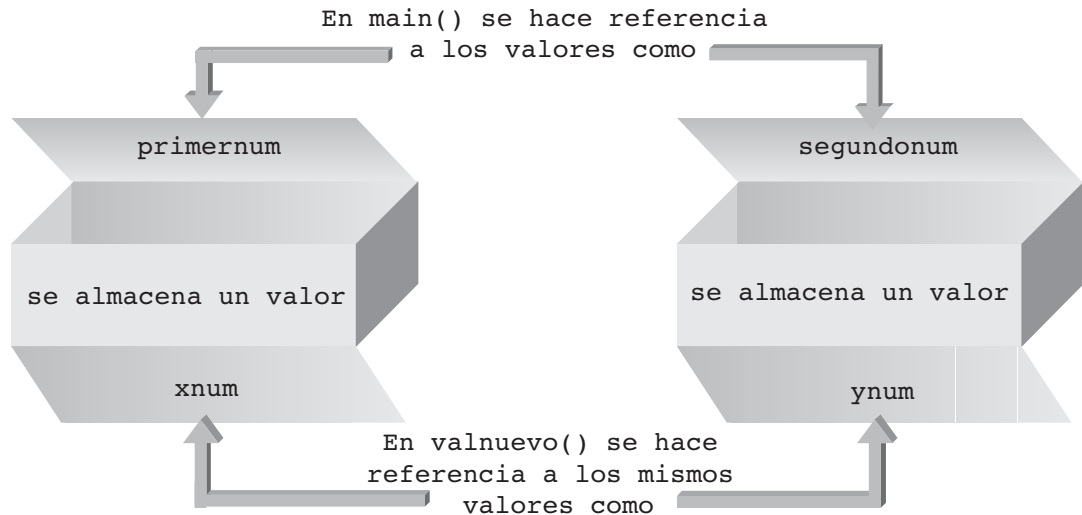 En main() se hace referencia
a los valores como
primernum
segundonum
se almacena un valor
se almacena un valor
xnum
ynum
En valnuevo() se hace
referencia a los mismos
valores como